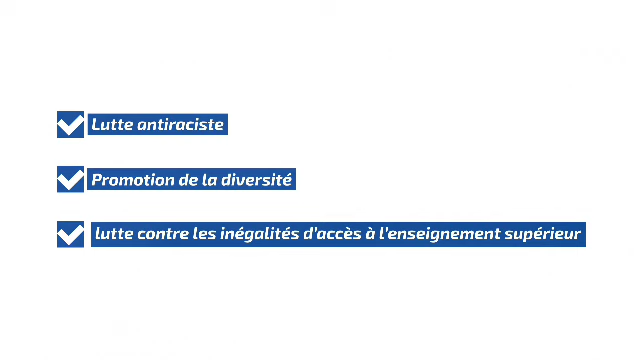 Lutte antiraciste
Promotion de la diversité
lutte contre les inégalités d'accès à l'enseignement supérieur